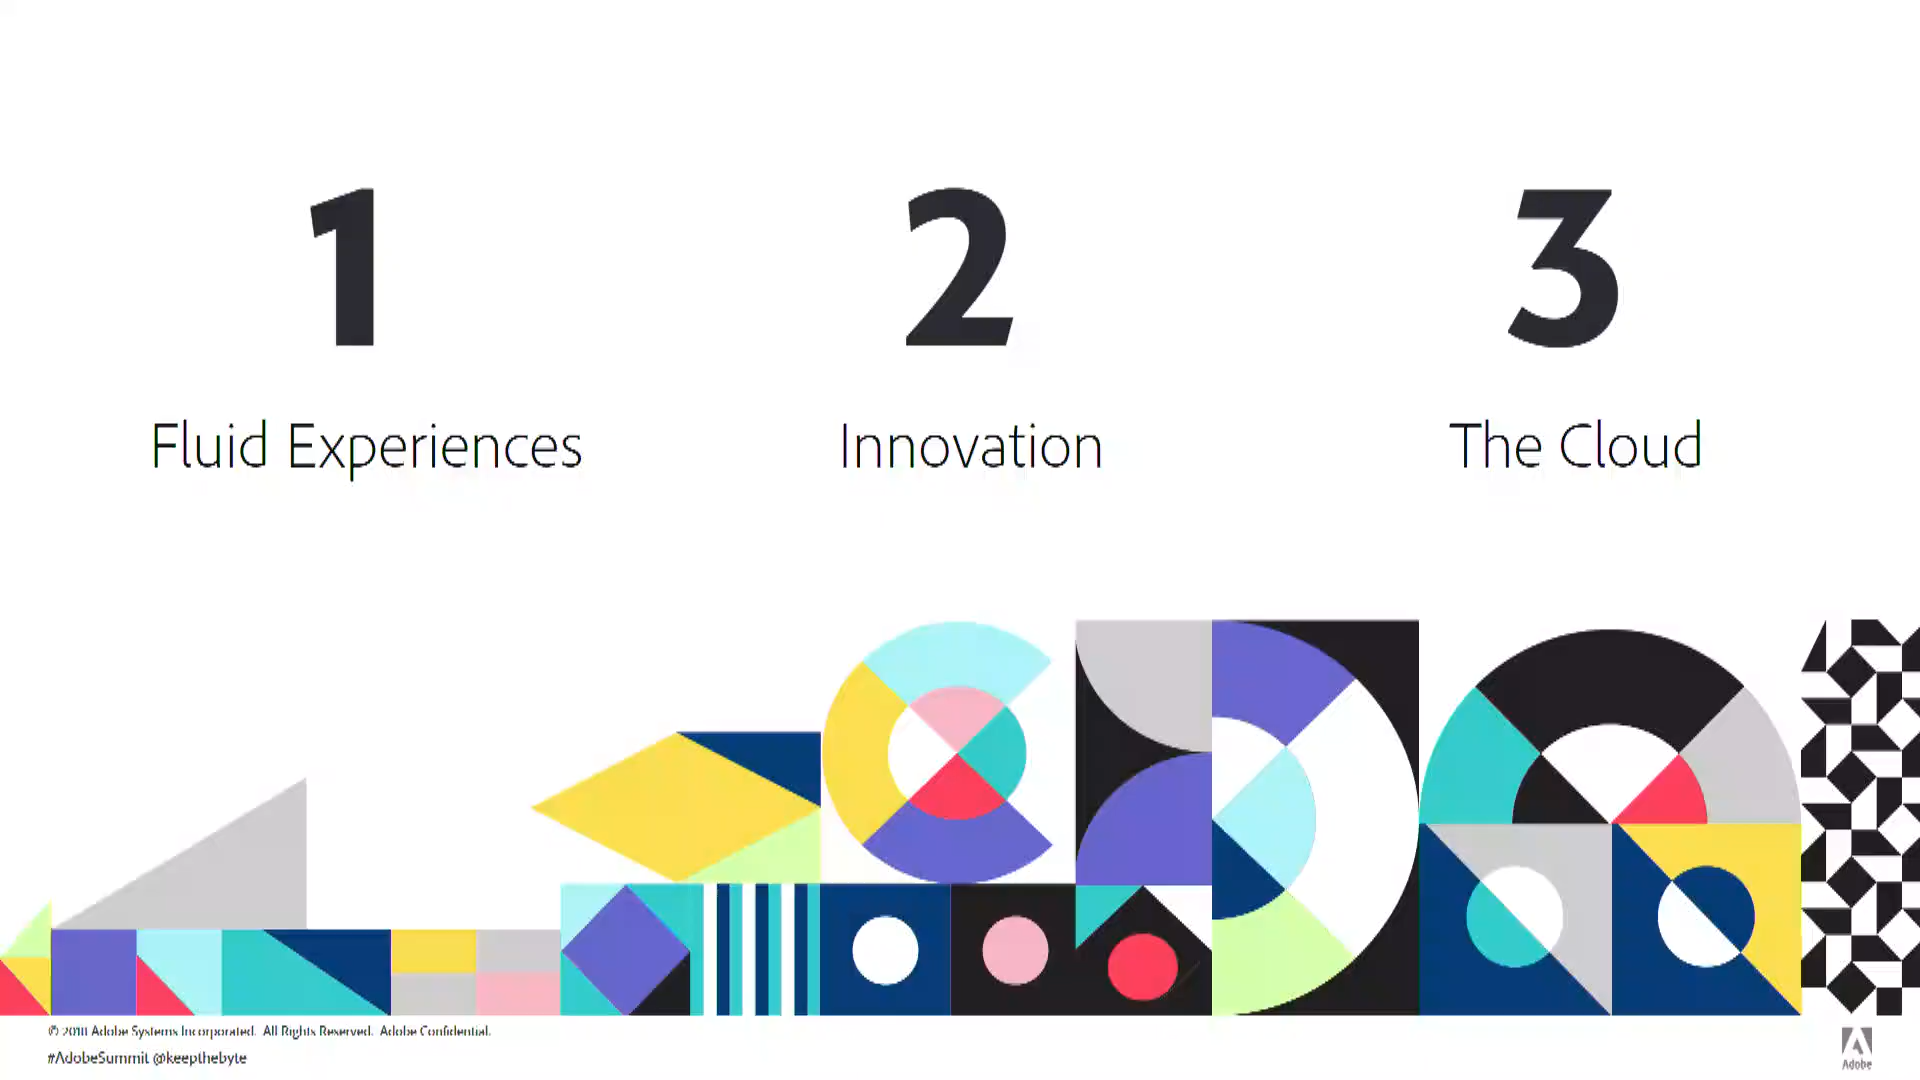 1
2
3
Fluid Experiences
Innovation
The Cloud
© 2018 Adobe Systems Incorporated. All Rights Reserved. Adobe Confidential.
#AdobeSummit @keepthebyte
Adobe